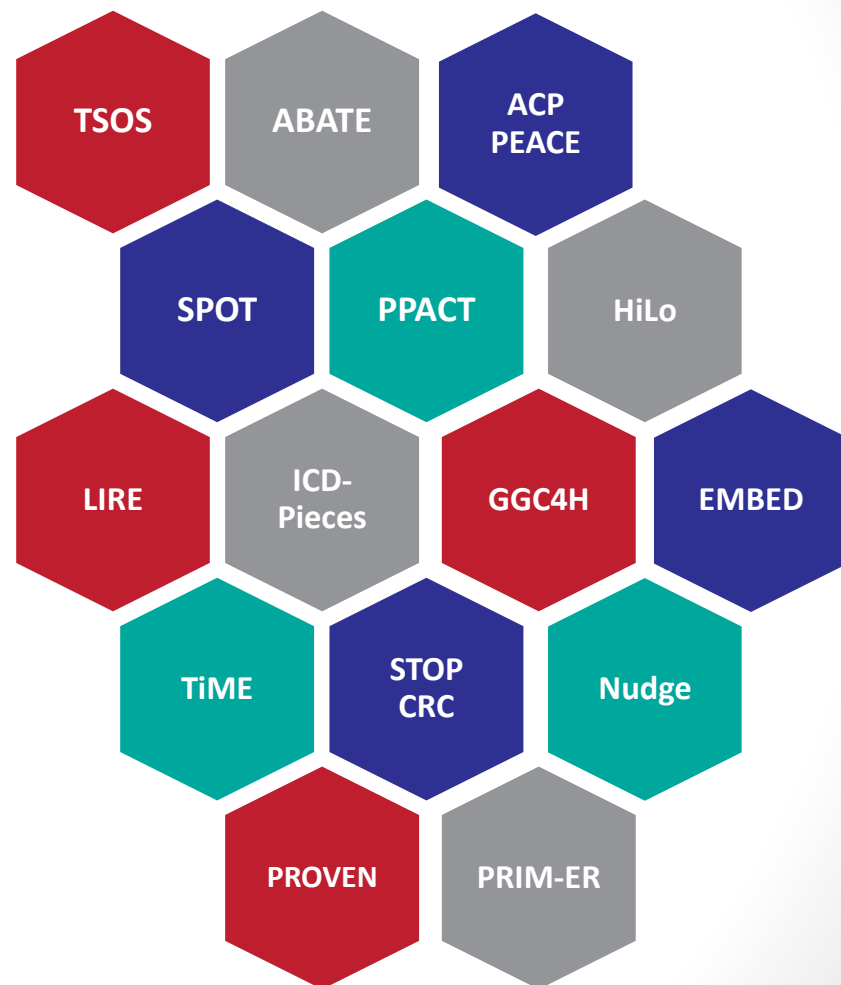 TSOS
ABATE
ACP
PEACE
SPOT
PPACT
HiLo
LIRE
ICD-
Pieces
GGC4H
EMBED
TiME
STOP
CRC
Nudge
PROVEN
PRIM-ER